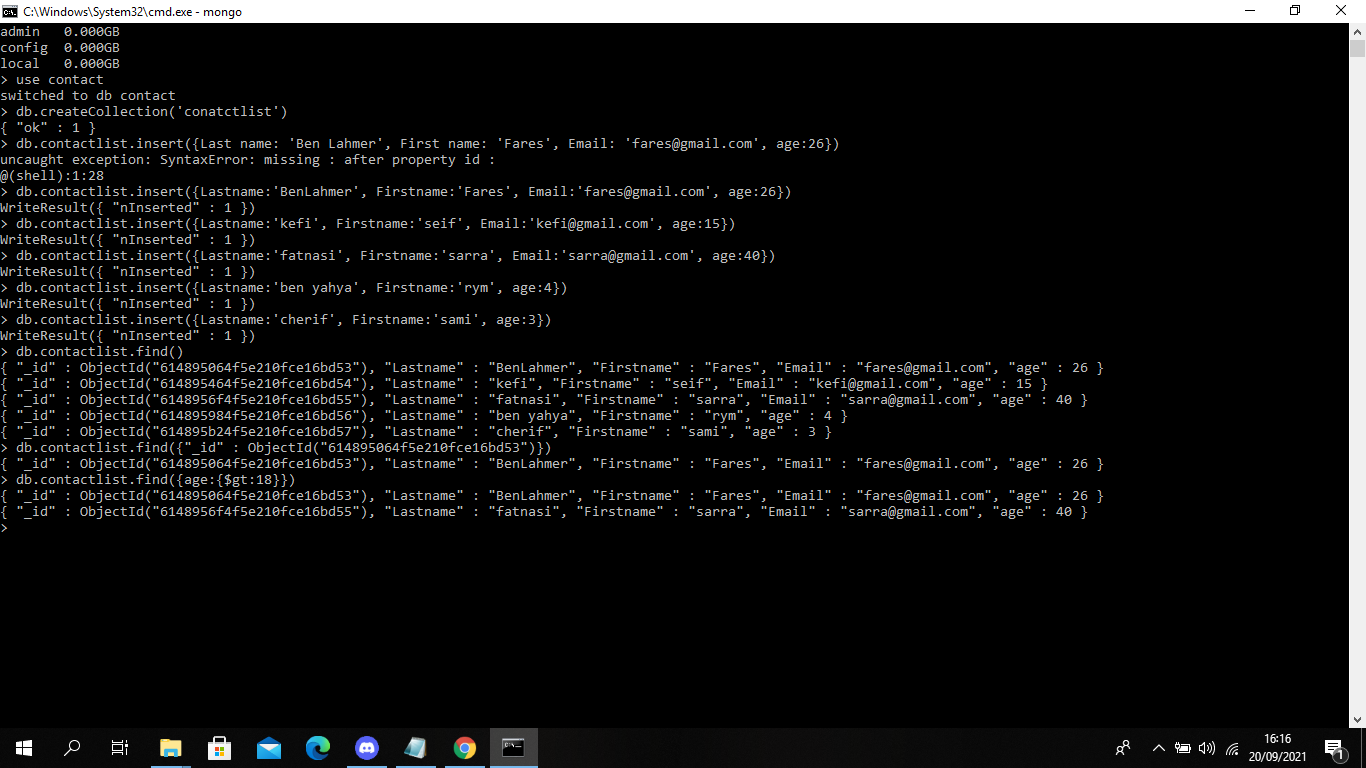 C:\Windows\System32\cmd.exe - mongo
admin   0.000GB
config  0.000GB
local   0.000GB
> use contact
switched to db contact
> db.createCollection('conatctlist')
{ "ok" : 1 }
> db.contactlist.insert({Last name: 'Ben Lahmer', First name: 'Fares', Email: 'fares@gmail.com', age:26})
uncaught exception: SyntaxError: missing : after property id :
@(shell):1:28
> db.contactlist.insert({Lastname:'BenLahmer', Firstname:'Fares', Email:'fares@gmail.com', age:26})
WriteResult({ "nInserted" : 1 })
> db.contactlist.insert({Lastname:'kefi', Firstname:'seif', Email:'kefi@gmail.com', age:15})
WriteResult({ "nInserted" : 1 })
> db.contactlist.insert({Lastname:'fatnasi', Firstname:'sarra', Email:'sarra@gmail.com', age:40})
WriteResult({ "nInserted" : 1 })
> db.contactlist.insert({Lastname:'ben yahya', Firstname:'rym', age:4})
WriteResult({ "nInserted" : 1 })
> db.contactlist.insert({Lastname:'cherif', Firstname:'sami', age:3})
WriteResult({ "nInserted" : 1 })
> db.contactlist.find()
{ "_id" : ObjectId("614895064f5e210fce16bd53"), "Lastname" : "BenLahmer", "Firstname" : "Fares", "Email" : "fares@gmail.com", "age" : 26 }
{ "_id" : ObjectId("614895464f5e210fce16bd54"), "Lastname" : "kefi", "Firstname" : "seif", "Email" : "kefi@gmail.com", "age" : 15 }
{ "_id" : ObjectId("6148956f4f5e210fce16bd55"), "Lastname" : "fatnasi", "Firstname" : "sarra", "Email" : "sarra@gmail.com", "age" : 40 }
{ "_id" : ObjectId("614895984f5e210fce16bd56"), "Lastname" : "ben yahya", "Firstname" : "rym", "age" : 4 }
{ "_id" : ObjectId("614895b24f5e210fce16bd57"), "Lastname" : "cherif", "Firstname" : "sami", "age" : 3 }
> db.contactlist.find({"_id" : ObjectId("614895064f5e210fce16bd53")})
{ "_id" : ObjectId("614895064f5e210fce16bd53"), "Lastname" : "BenLahmer", "Firstname" : "Fares", "Email" : "fares@gmail.com", "age" : 26 }
> db.contactlist.find({age:{$gt:18}})
{ "_id" : ObjectId("614895064f5e210fce16bd53"), "Lastname" : "BenLahmer", "Firstname" : "Fares", "Email" : "fares@gmail.com", "age" : 26 }
{ "_id" : ObjectId("6148956f4f5e210fce16bd55"), "Lastname" : "fatnasi", "Firstname" : "sarra", "Email" : "sarra@gmail.com", "age" : 40 }
>
16:16
20/09/2021
1